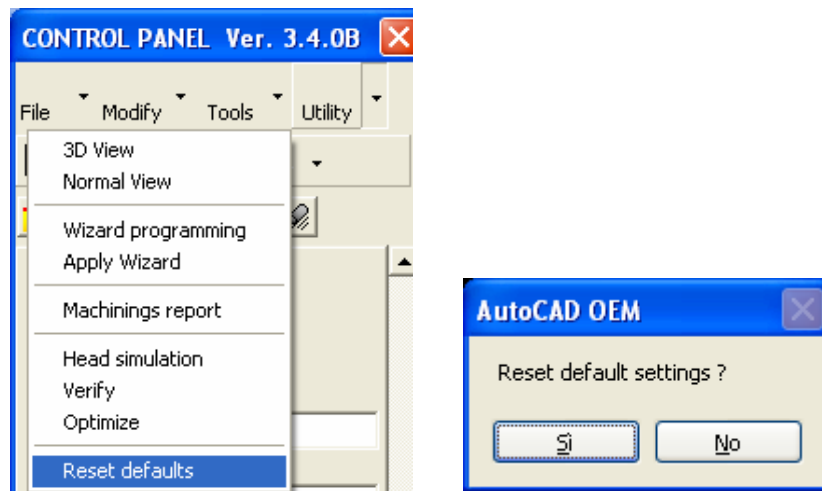 CONTROL PANEL Ver. 3.4.0B
File Modify Tools Utility
3D View
Normal View
Wizard programming
Apply Wizard
Machinings report
Head simulation
Verify
Optimize
Reset defaults
AutoCAD OEM
Reset default settings ?
Sì No